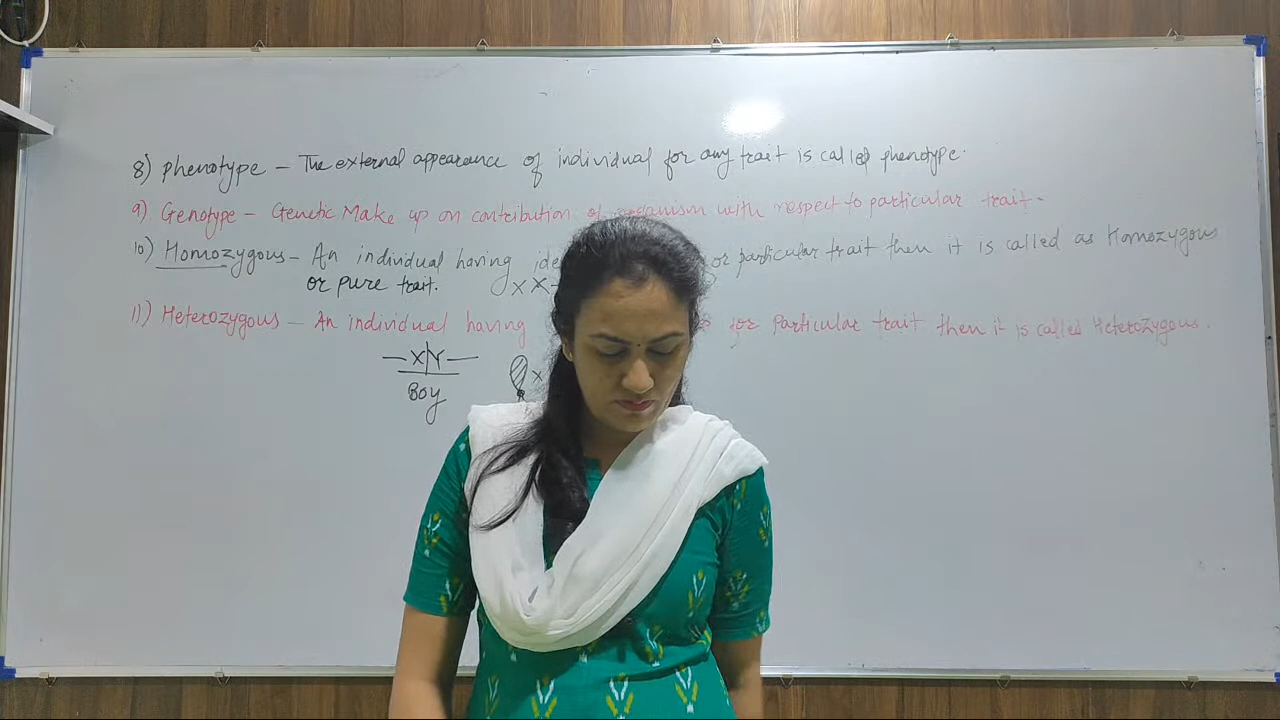 8) Phenotype – The external appearance of individual for any trait is called phenotype.
9) Genotype – Genetic Make up on contribution of organism with respect to particular trait.
10) Homozygous – An individual having ide or particular trait then it is called as Homozygous
or pure trait. XX
11) Heterozygous – An individual having for Particular trait then it is called Heterozygous.
X|Y X
Boy